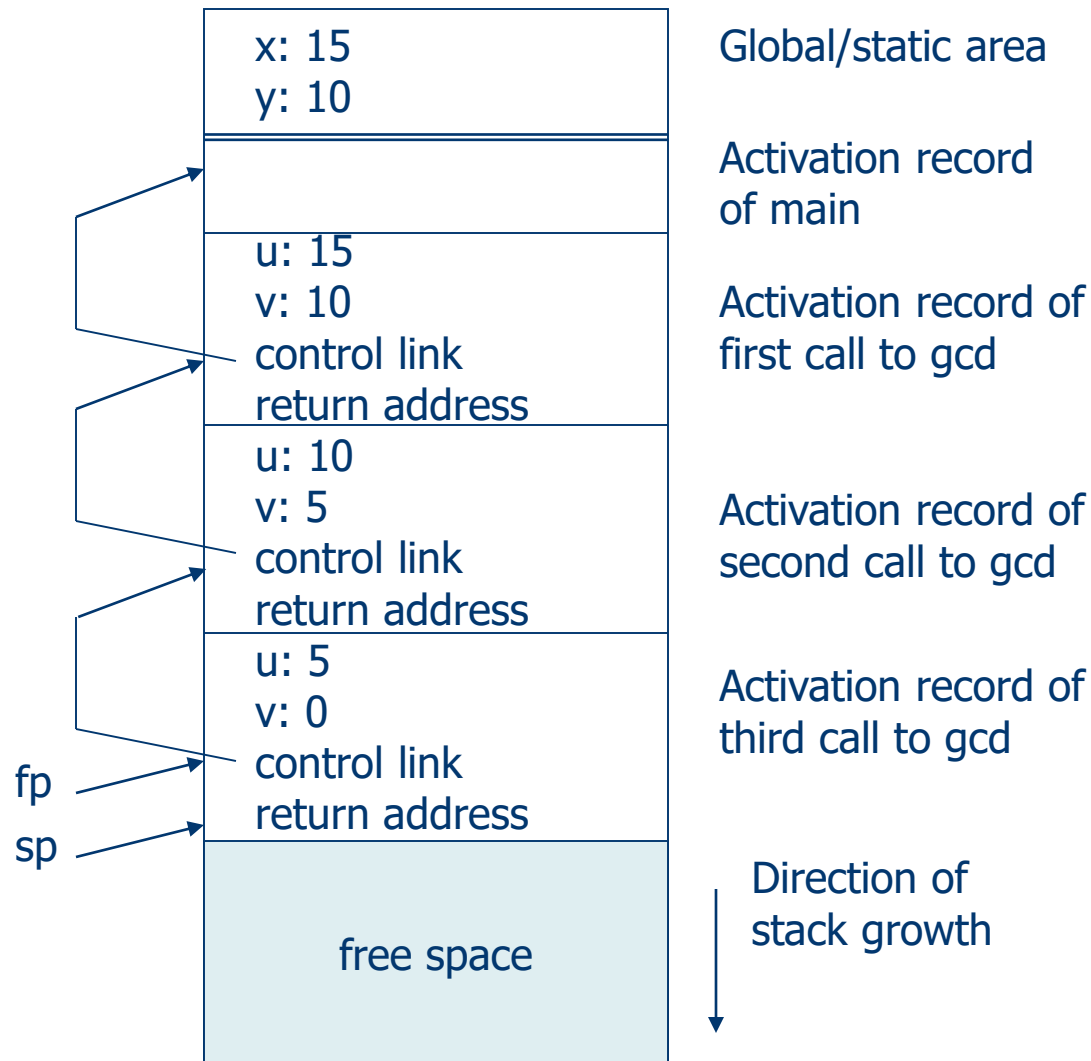 x: 15
y: 10
Global/static area
Activation record
of main
u: 15
v: 10
control link
return address
Activation record of
first call to gcd
u: 10
v: 5
control link
return address
Activation record of
second call to gcd
u: 5
v: 0
control link
return address
Activation record of
third call to gcd
fp
sp
free space
Direction of
stack growth